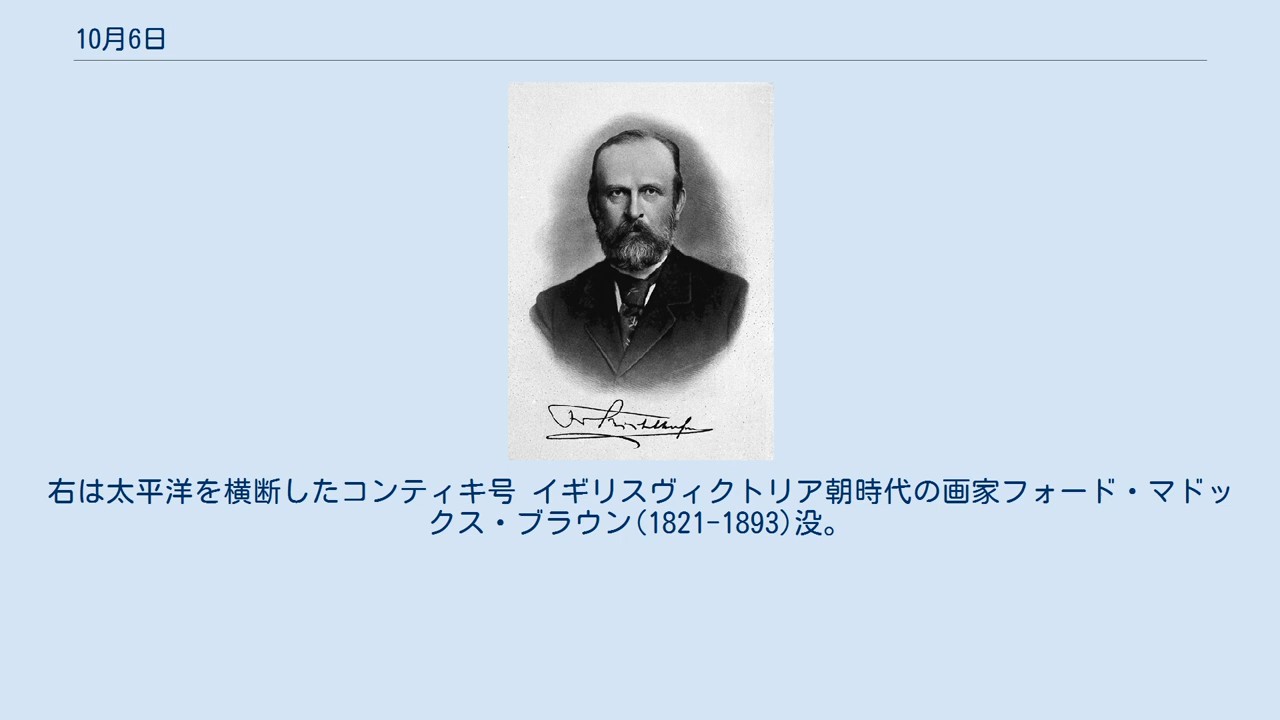 10月6日
右は太平洋を横断したコンティキ号 イギリスヴィクトリア朝時代の画家フォード・マドッ
クス・ブラウン(1821-1893)没。